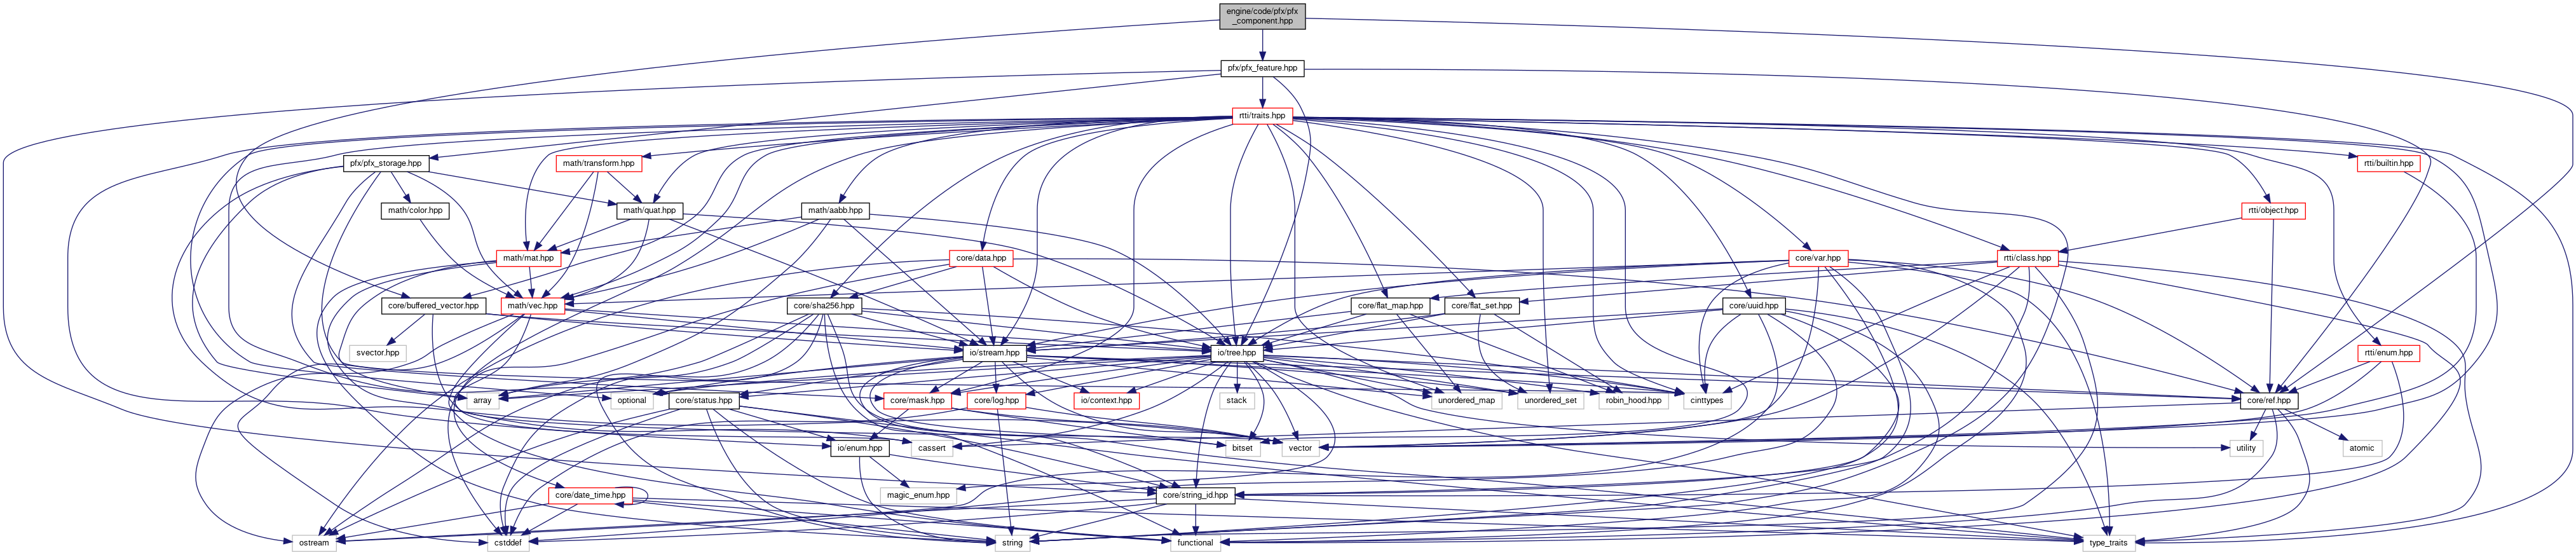 engine/code/pfx/pfx
_component.hpp
pfx/pfx_feature.hpp
rtti/traits.hpp
pfx/pfx_storage.hpp
math/transform.hpp
rtti/builtin.hpp
math/color.hpp
math/quat.hpp
math/aabb.hpp
rtti/object.hpp
math/mat.hpp
core/data.hpp
core/var.hpp
rtti/class.hpp
core/buffered_vector.hpp
math/vec.hpp
core/sha256.hpp
core/flat_map.hpp
core/flat_set.hpp
core/uuid.hpp
svector.hpp
io/stream.hpp
io/tree.hpp
rtti/enum.hpp
array
optional
core/status.hpp
core/mask.hpp
core/log.hpp
io/context.hpp
stack
unordered_map
unordered_set
robin_hood.hpp
cinttypes
core/ref.hpp
io/enum.hpp
cassert
bitset
vector
utility
atomic
core/date_time.hpp
magic_enum.hpp
core/string_id.hpp
ostream
cstddef
string
functional
type_traits